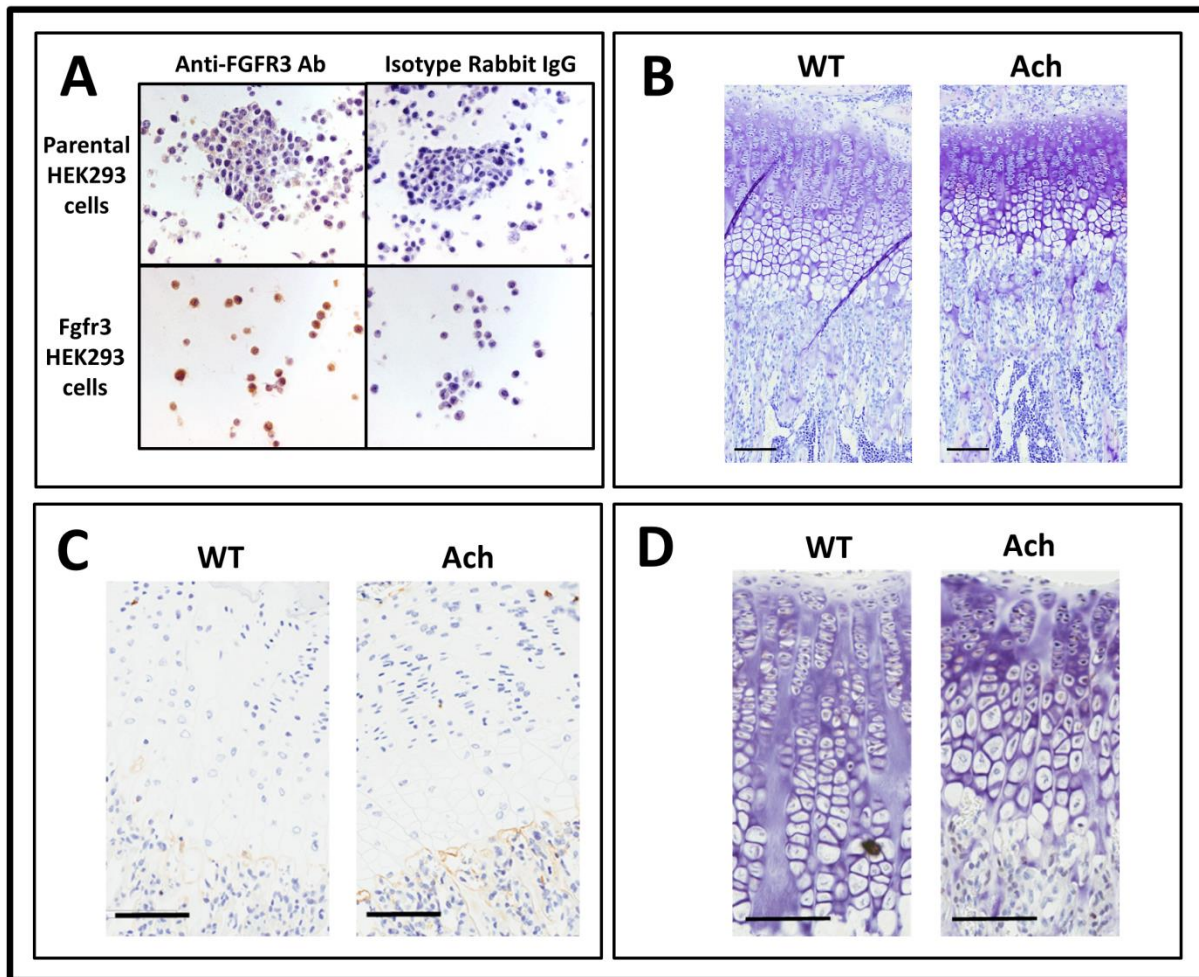 A
Anti-FGFR3 Ab
Isotype Rabbit IgG
Parental
HEK293
cells
Fgfr3
HEK293
cells
B
WT
Ach
C
WT
Ach
D
WT
Ach